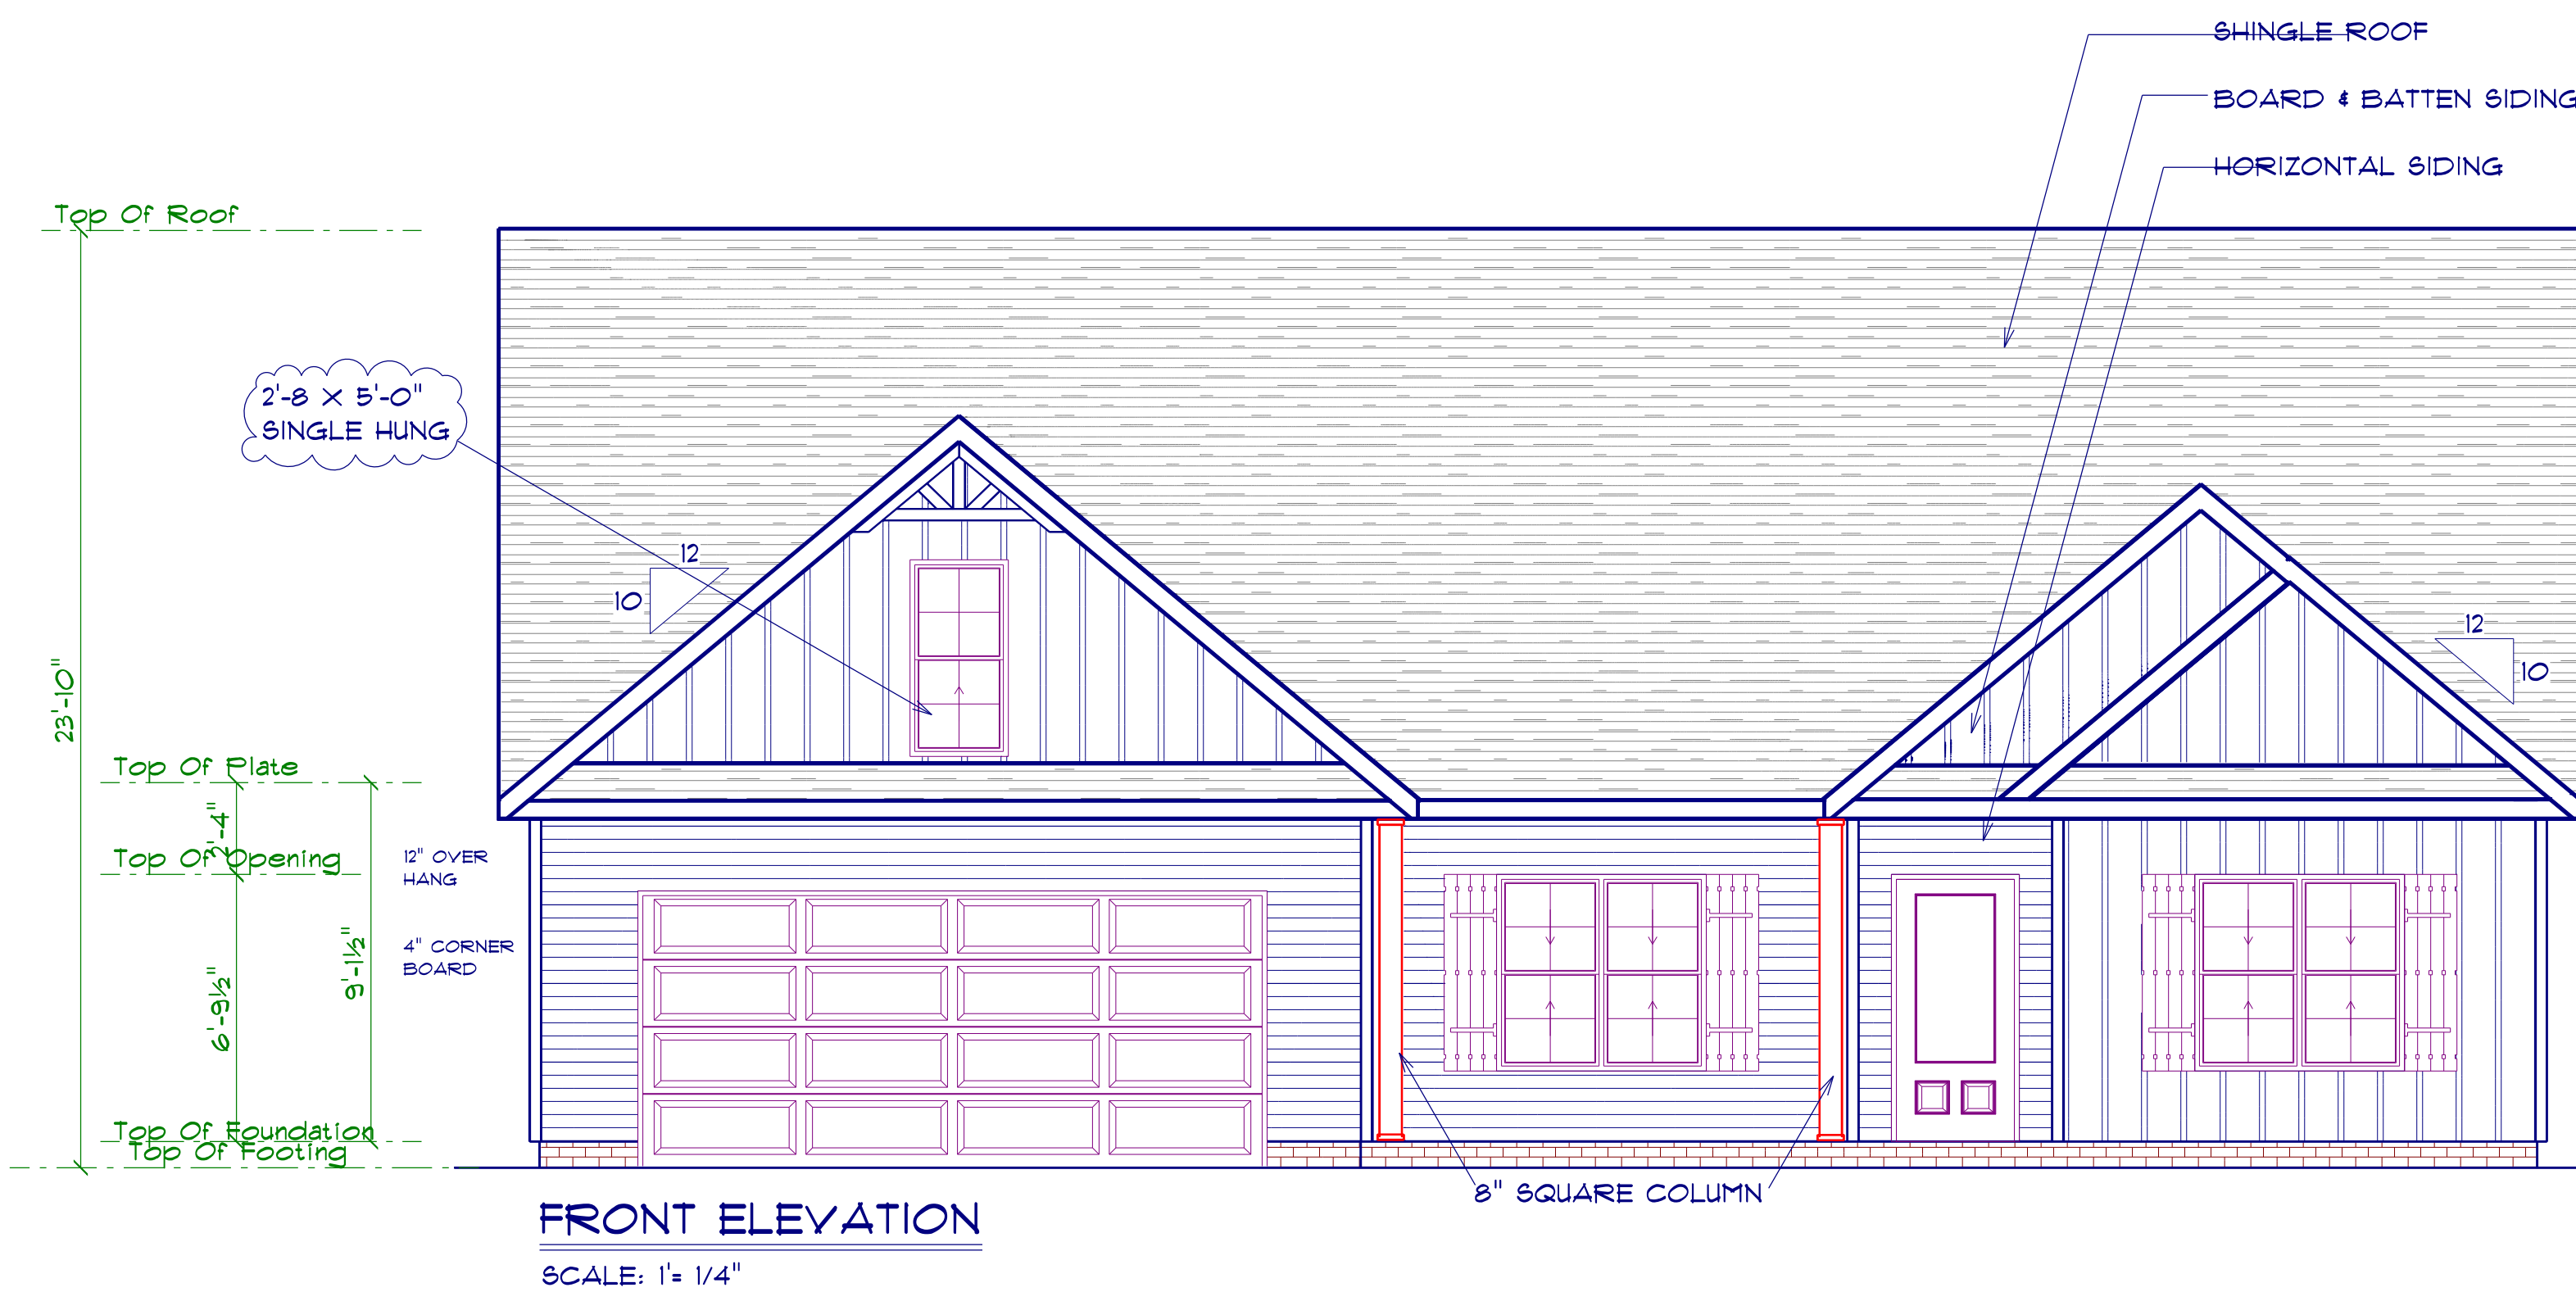 SHINGLE ROOF
BOARD & BATTEN SIDING
HORIZONTAL SIDING
Top Of Roof
2'-8 X 5'-0"
SINGLE HUNG
12
10
12
10
23'-10"
Top Of Plate
2'-4"
Top Of Opening
12" OVER
HANG
4" CORNER
BOARD
9'-1½"
6'-9½"
Top Of Foundation
Top Of Footing
8" SQUARE COLUMN
FRONT ELEVATION
SCALE: 1'= 1/4"